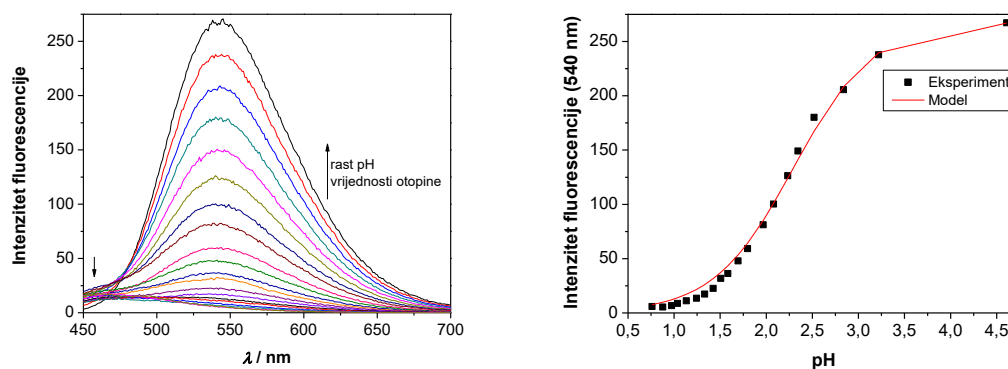 Intenzitet fluorescencije
250
200
150
100
50
0
rast pH
vrijednosti otopine
450 500 550 600 650 700
λ / nm
Intenzitet fluorescencije (540 nm)
250
200
150
100
50
0
Eksperiment
Model
0,5 1,0 1,5 2,0 2,5 3,0 3,5 4,0 4,5
pH